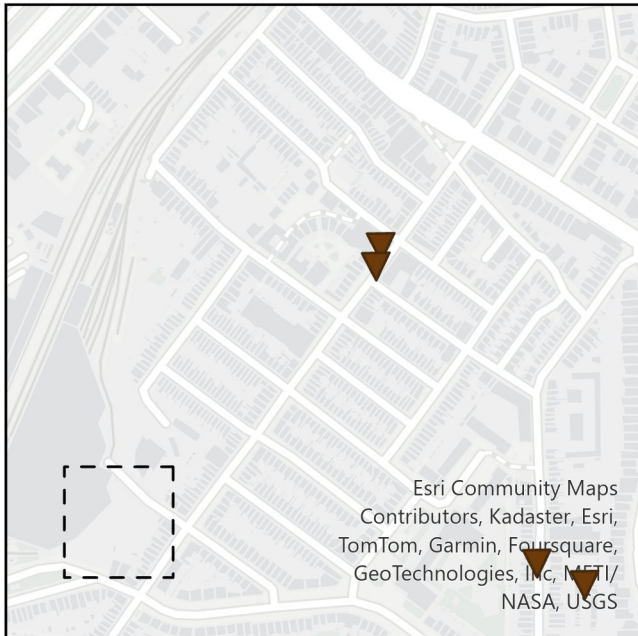 Esri Community Maps
Contributors, Kadaster, Esri,
TomTom, Garmin, Foursquare,
GeoTechnologies, Inc, METI/
NASA, USGS